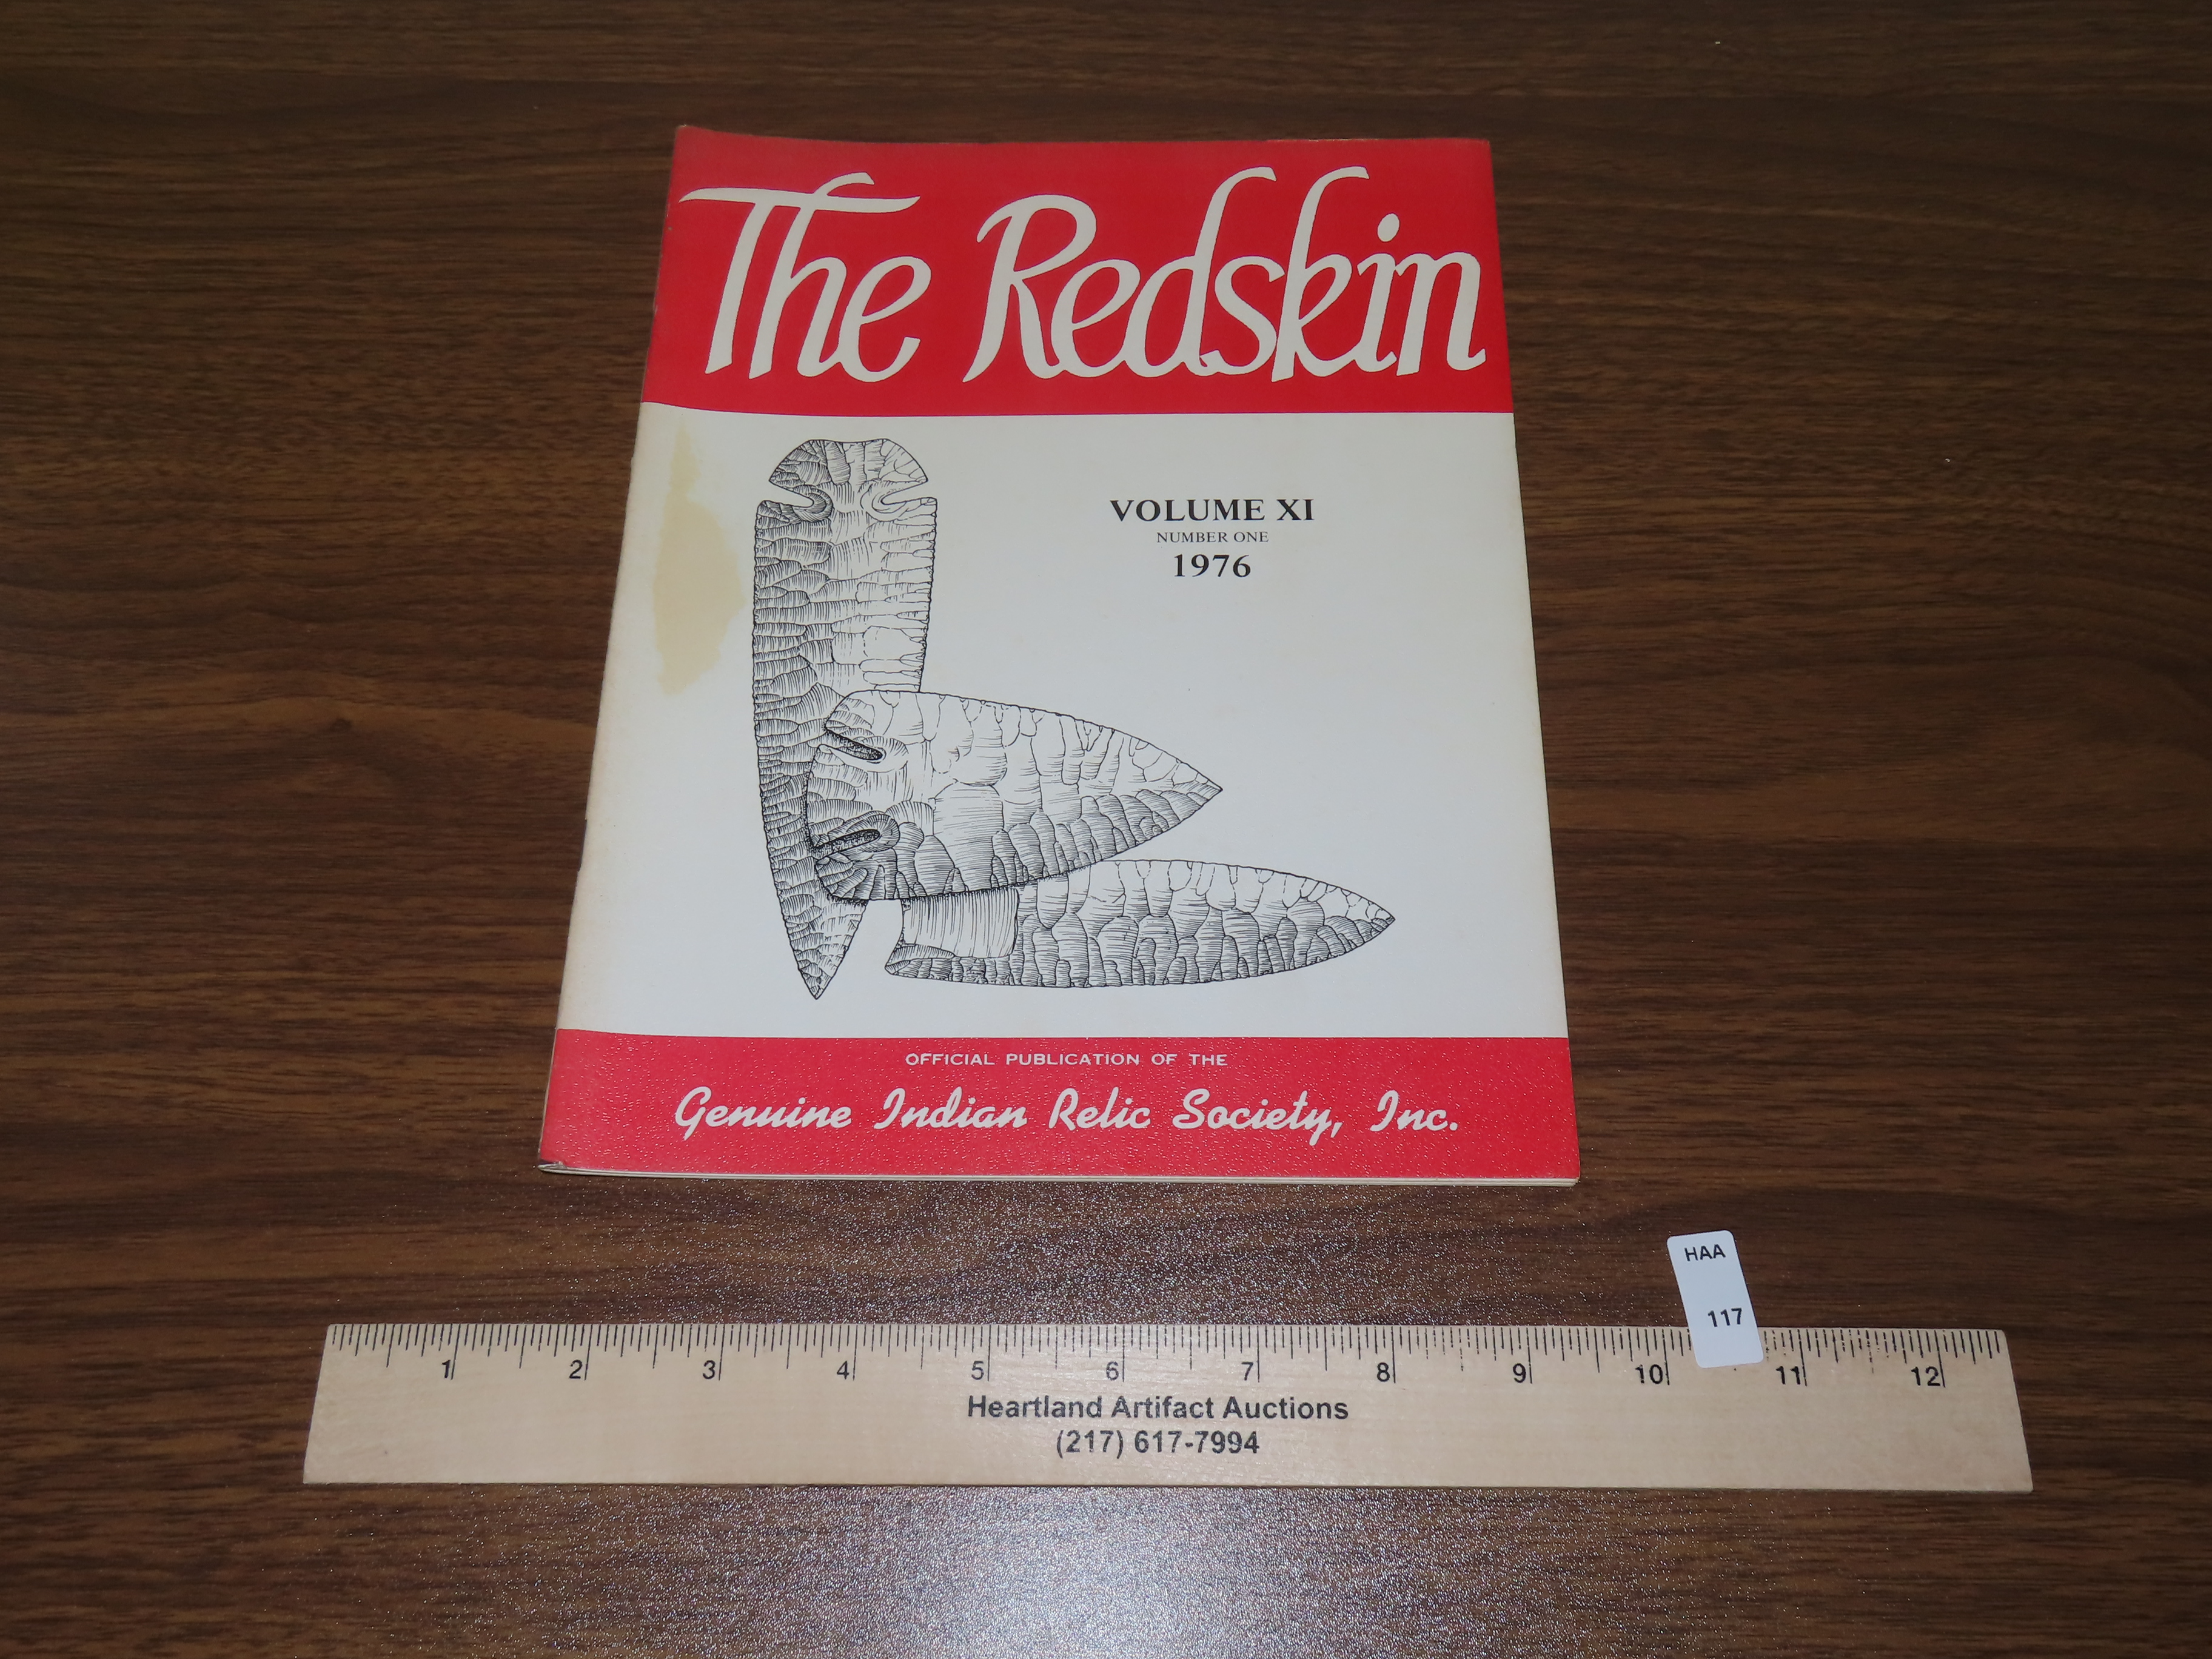 The Redskin
VOLUME XI
NUMBER ONE
1976
OFFICIAL PUBLICATION OF THE
Genuine Indian Relic Society, Inc.
HAA
117
1 2 3 4 5 6 7 8 9 10 11 12
Heartland Artifact Auctions
(217) 617-7994